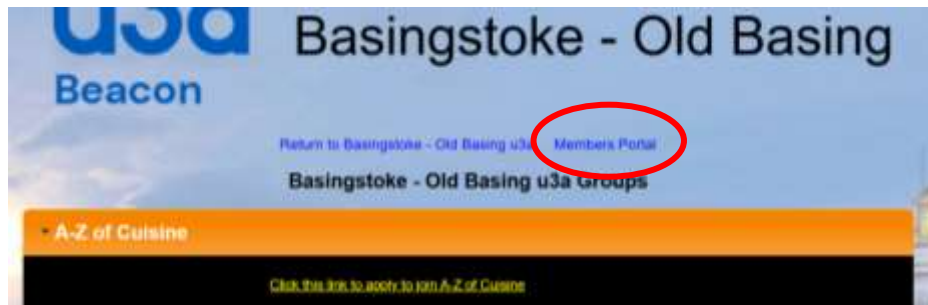 u3a Basingstoke - Old Basing
Beacon
Return to Basingstoke - Old Basing u3a Members Portal
Basingstoke - Old Basing u3a Groups
A-Z of Cuisine
Click this link to apply to join A-Z of Cuisine